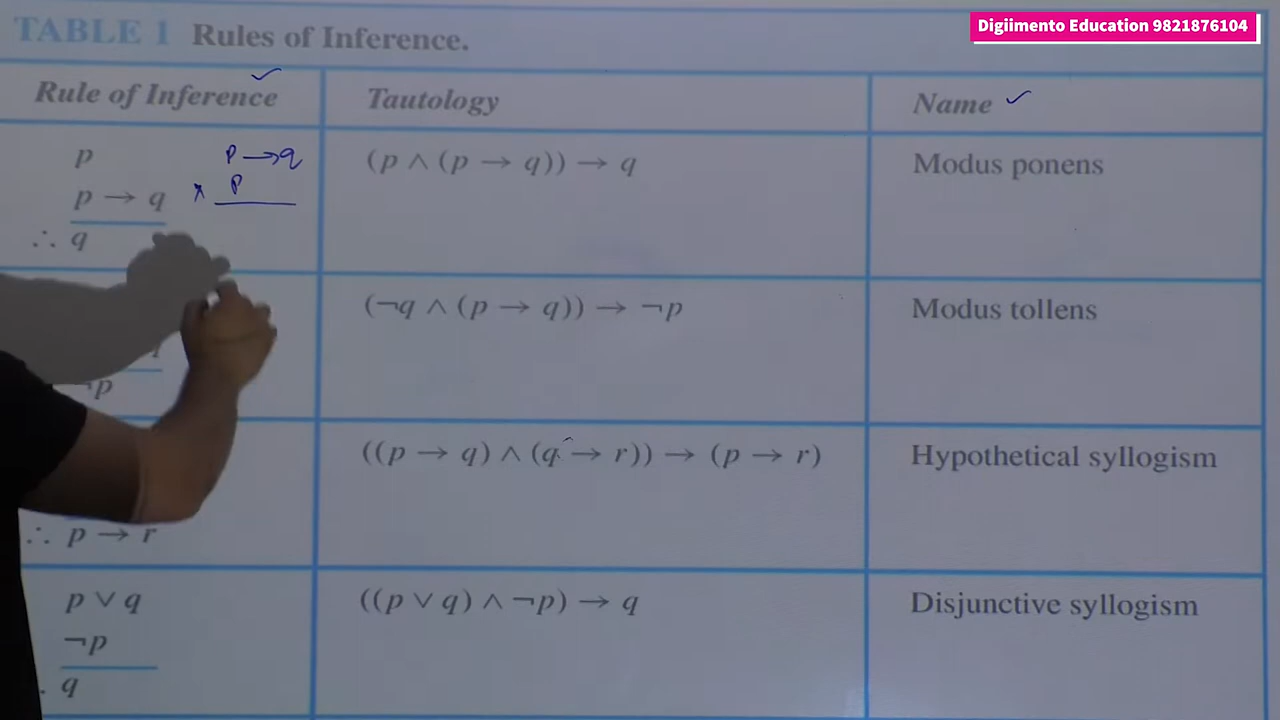 Digiimento Education 9821876104
TABLE 1 Rules of Inference.
Rule of Inference Tautology Name
p
p → q
∴ q
p → q
p
(p ∧ (p → q)) → q
Modus ponens
¬p
(¬q ∧ (p → q)) → ¬p
Modus tollens
∴ p → r
((p → q) ∧ (q → r)) → (p → r)
Hypothetical syllogism
p ∨ q
¬p
q
((p ∨ q) ∧ ¬p) → q
Disjunctive syllogism